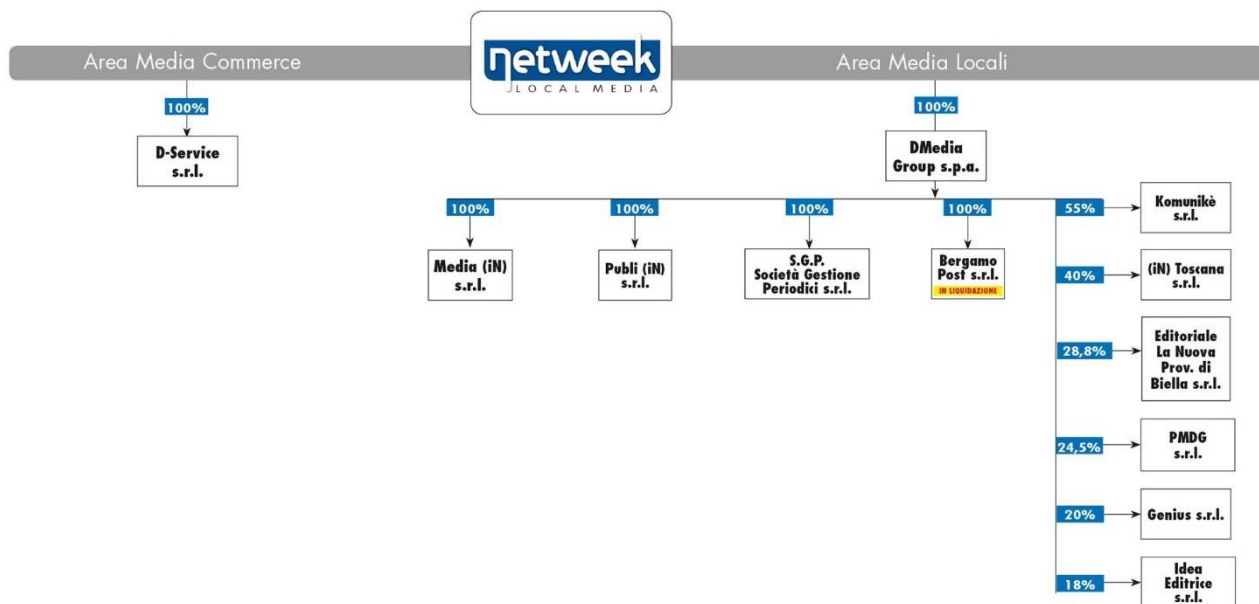 Area Media Commerce
netweek
LOCAL MEDIA
Area Media Locali
100%
100%
D-Service
s.r.l.
DMedia
Group s.p.a.
100%
100%
100%
100%
55%
Komunikè
s.r.l.
Media (iN)
s.r.l.
Publi (iN)
s.r.l.
S.G.P.
Società Gestione
Periodici s.r.l.
Bergamo
Post s.r.l.
IN LIQUIDAZIONE
40%
(iN) Toscana
s.r.l.
28,8%
Editoriale
La Nuova
Prov. di
Biella s.r.l.
24,5%
PMDG
s.r.l.
20%
Genius s.r.l.
18%
Idea
Editrice
s.r.l.